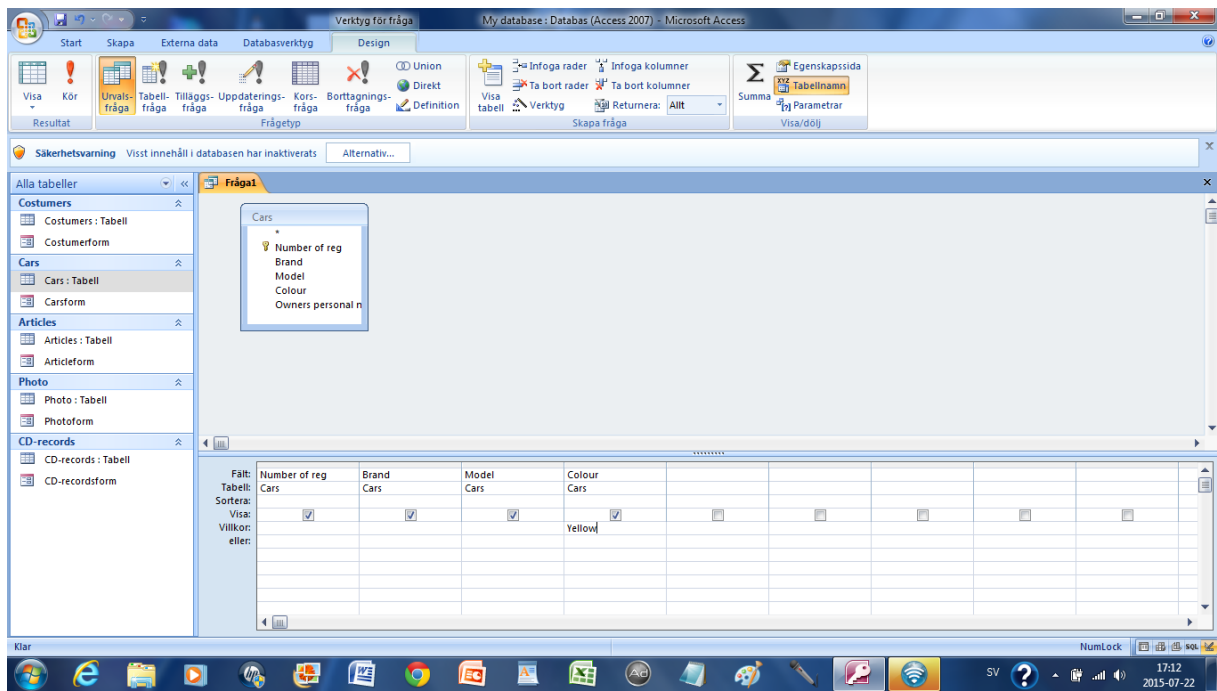 Verktyg för fråga
My database : Databas (Access 2007) - Microsoft Access
Start Skapa Externa data Databasverktyg Design
Visa
Kör
Resultat
Urvals-
fråga
Tabell-
fråga
Tilläggs-
fråga
Uppdaterings-
fråga
Kors-
fråga
Borttagnings-
fråga
Union
Direkt
Definition
Frågetyp
Visa
tabell
Infoga rader
Ta bort rader
Verktyg
Infoga kolumner
Ta bort kolumner
Returnera: Allt
Skapa fråga
Summa
Egenskapssida
Tabellnamn
Parametrar
Visa/dölj
Säkerhetsvarning Visst innehåll i databasen har inaktiverats Alternativ...
Alla tabeller
Costumers
Costumers : Tabell
Costumerform
Cars
Cars : Tabell
Carsform
Articles
Articles : Tabell
Articleform
Photo
Photo : Tabell
Photoform
CD-records
CD-records : Tabell
CD-recordsform
Fråga1
Cars
*
Number of reg
Brand
Model
Colour
Owners personal n
Fält: Number of reg Brand Model Colour
Tabell: Cars Cars Cars Cars
Sortera:
Visa:
Villkor: Yellow
eller:
Klar
NumLock
SQL
SV
17:12
2015-07-22